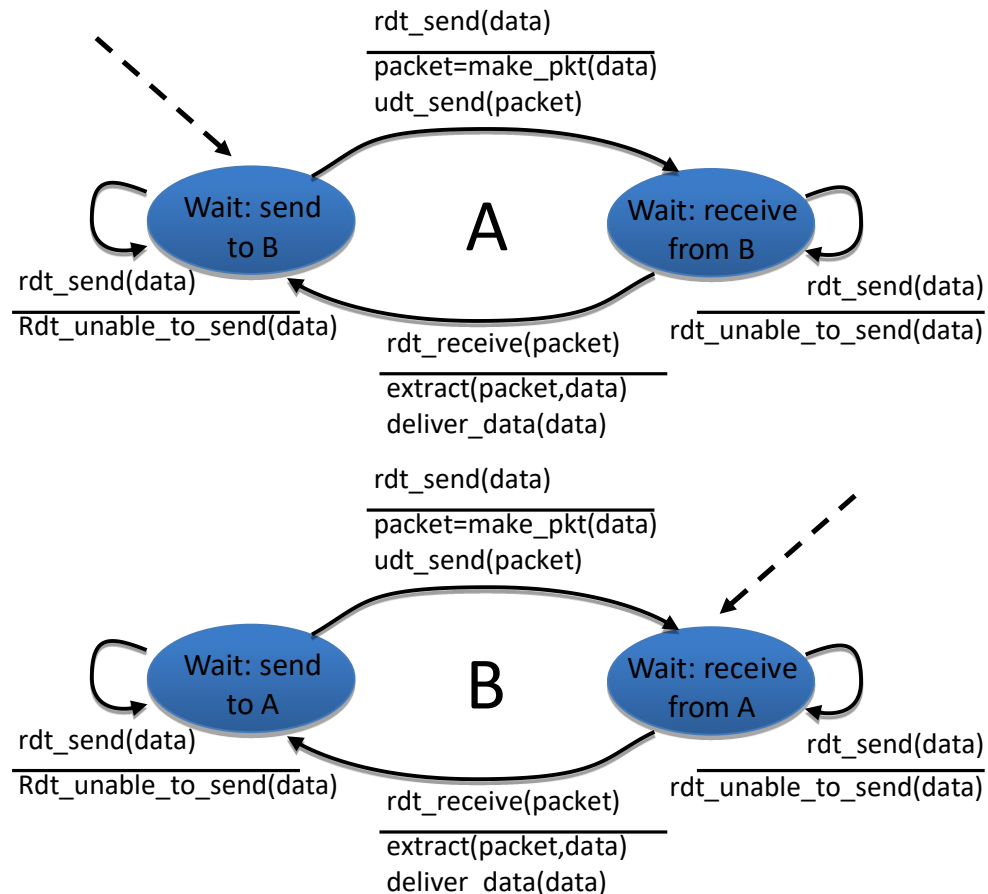 rdt_send(data)
packet=make_pkt(data)
udt_send(packet)
Wait: send
to B
A
Wait: receive
from B
rdt_send(data)
Rdt_unable_to_send(data)
rdt_receive(packet)
extract(packet,data)
deliver_data(data)
rdt_send(data)
rdt_unable_to_send(data)
rdt_send(data)
packet=make_pkt(data)
udt_send(packet)
Wait: send
to A
B
Wait: receive
from A
rdt_send(data)
Rdt_unable_to_send(data)
rdt_receive(packet)
extract(packet,data)
deliver_data(data)
rdt_send(data)
rdt_unable_to_send(data)